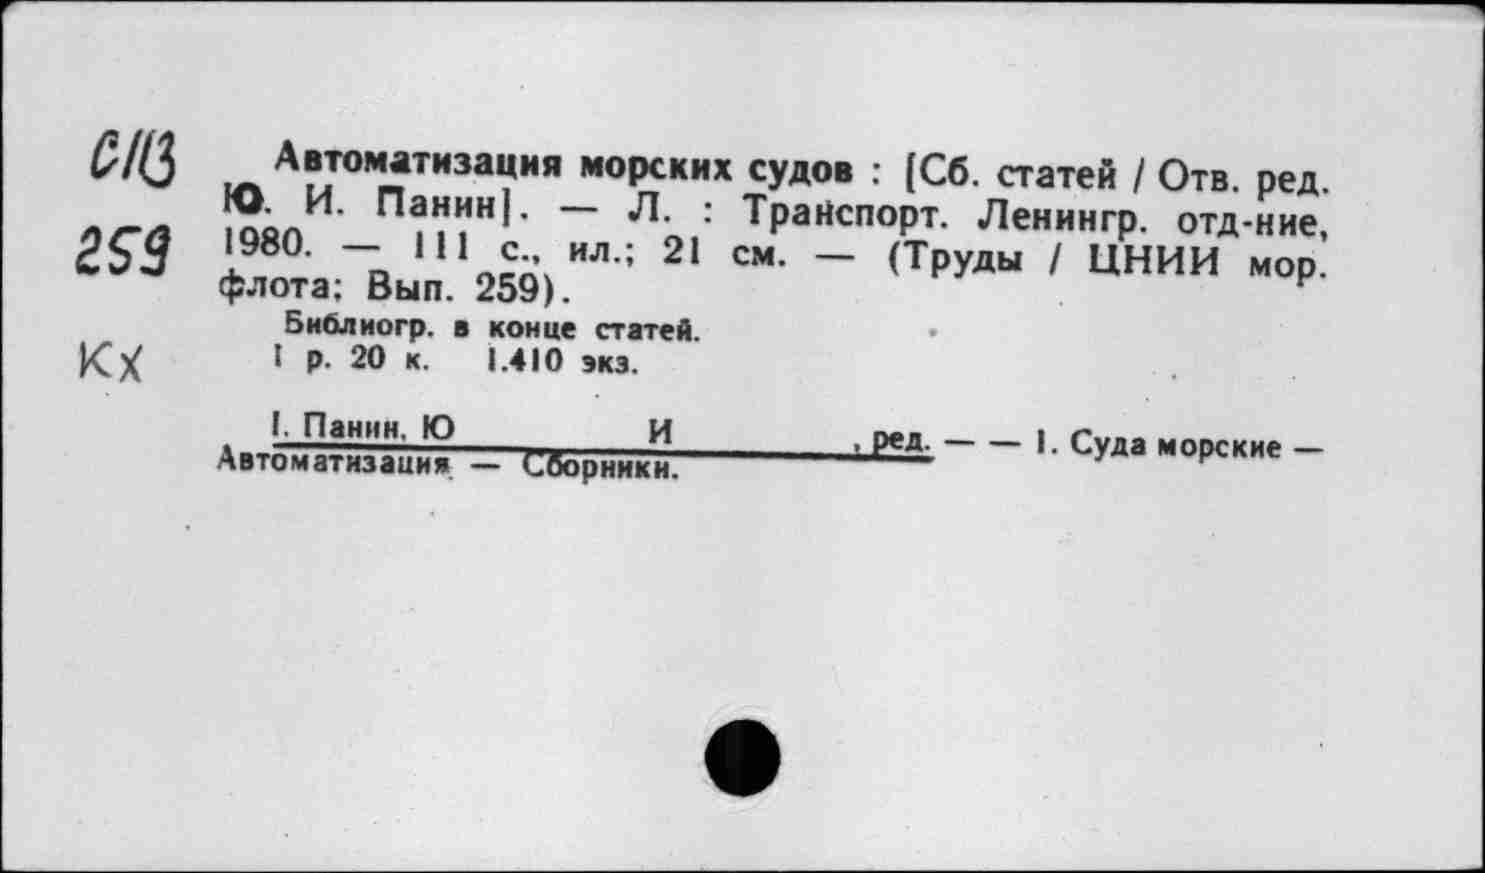 С113
259
КХ
Автоматизация морских судов : [Сб. статей / Отв. ред.
Ю. И. Панин]. — Л. : Транспорт. Ленингр. отд-ние,
1980. — 111 с., ил.; 21 см. — (Труды / ЦНИИ мор.
флота; Вып. 259).
Библиогр. в конце статей.
1 р. 20 к. 1.410 экз.
I. Панин, Ю И , ред. — — 1. Суда морские —
Автоматизация — Сборники.